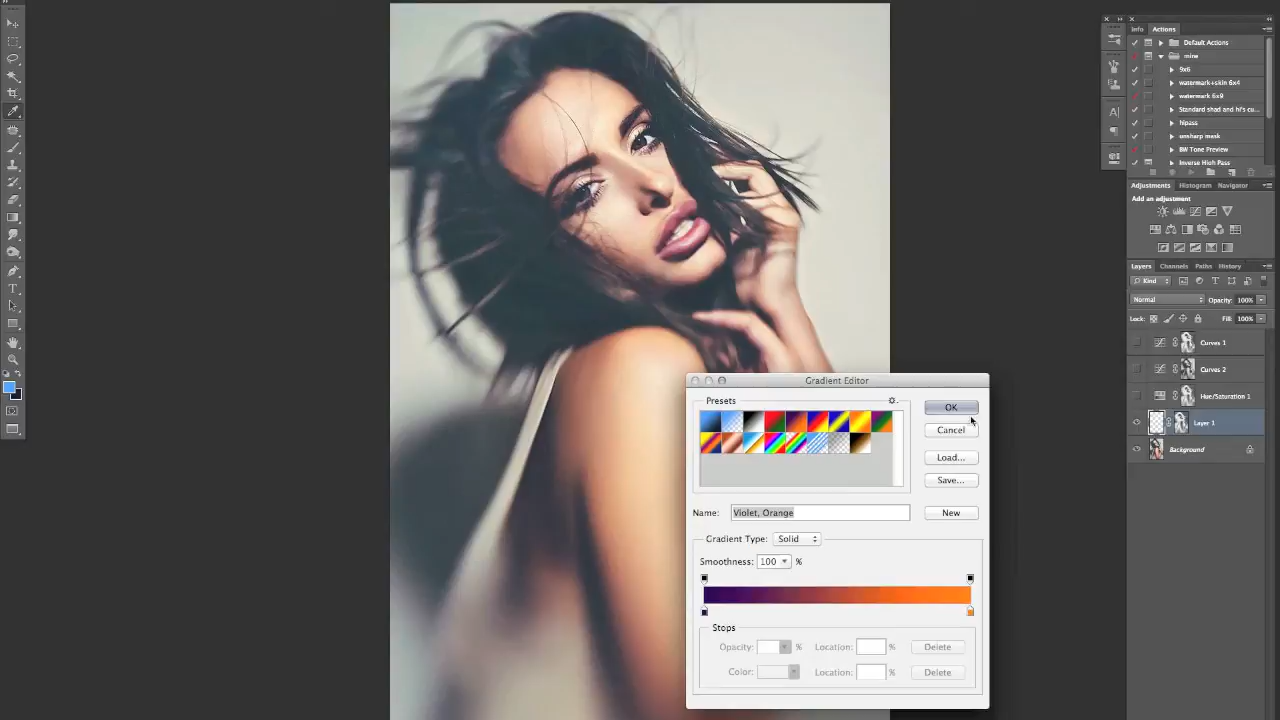 Info Actions
Default Actions
mine
9x6
watermark+skin 6x4
watermark 6x9
Standard shad and hi's cu...
hipass
unsharp mask
BW Tone Preview
Inverse High Pass
Adjustments Histogram Navigator
Add an adjustment
Layers Channels Paths History
Kind
Normal Opacity: 100%
Lock: Fill: 100%
Curves 1
Curves 2
Hue/Saturation 1
Layer 1
Background
Gradient Editor
Presets
OK
Cancel
Load...
Save...
Name: Violet, Orange New
Gradient Type: Solid
Smoothness: 100 %
Stops
Opacity: % Location: % Delete
Color: Location: % Delete